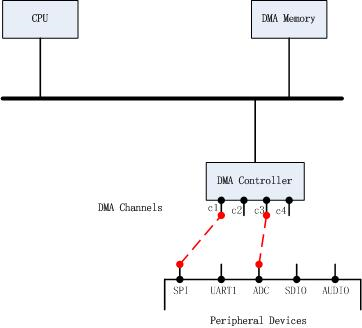 CPU
DMA Memory
DMA Controller
c1 c2 c3 c4
DMA Channels
SPI UART1 ADC SDIO AUDIO
Peripheral Devices